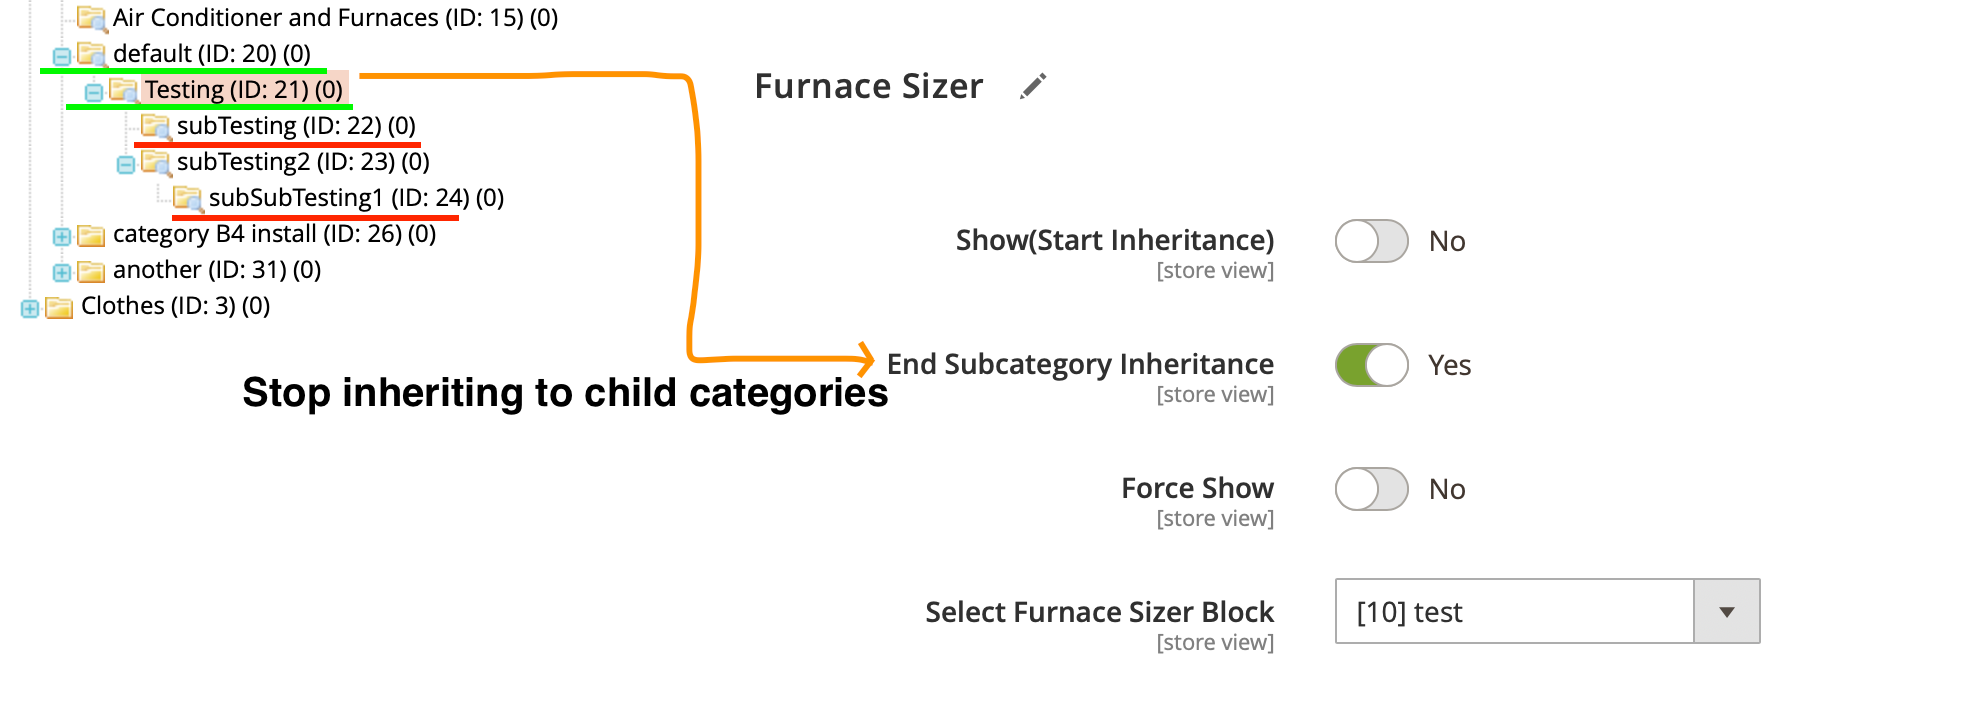 Air Conditioner and Furnaces (ID: 15) (0)
default (ID: 20) (0)
Testing (ID: 21) (0)
subTesting (ID: 22) (0)
subTesting2 (ID: 23) (0)
subSubTesting1 (ID: 24) (0)
category B4 install (ID: 26) (0)
another (ID: 31) (0)
Clothes (ID: 3) (0)
Stop inheriting to child categories
Furnace Sizer
Show(Start Inheritance) No
[store view]
End Subcategory Inheritance Yes
[store view]
Force Show No
[store view]
Select Furnace Sizer Block [10] test
[store view]